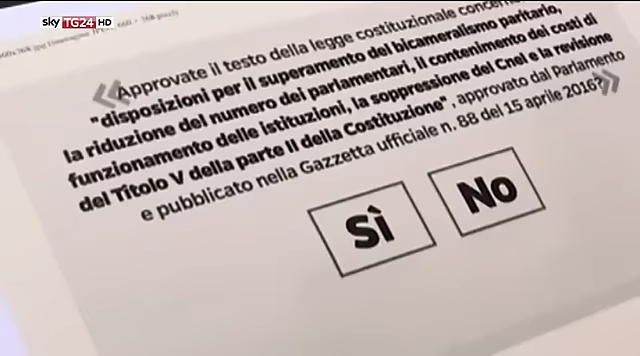 sky TG24 HD
«Approvate il testo della legge costituzionale
"disposizioni per il superamento del bicameralismo paritario,
la riduzione del numero dei parlamentari, il contenimento dei costi di
funzionamento delle istituzioni, la soppressione del Cnel e la revisione
del Titolo V della parte II della Costituzione", approvato dal Parlamento
e pubblicato nella Gazzetta ufficiale n. 88 del 15 aprile 2016?»
Sì No